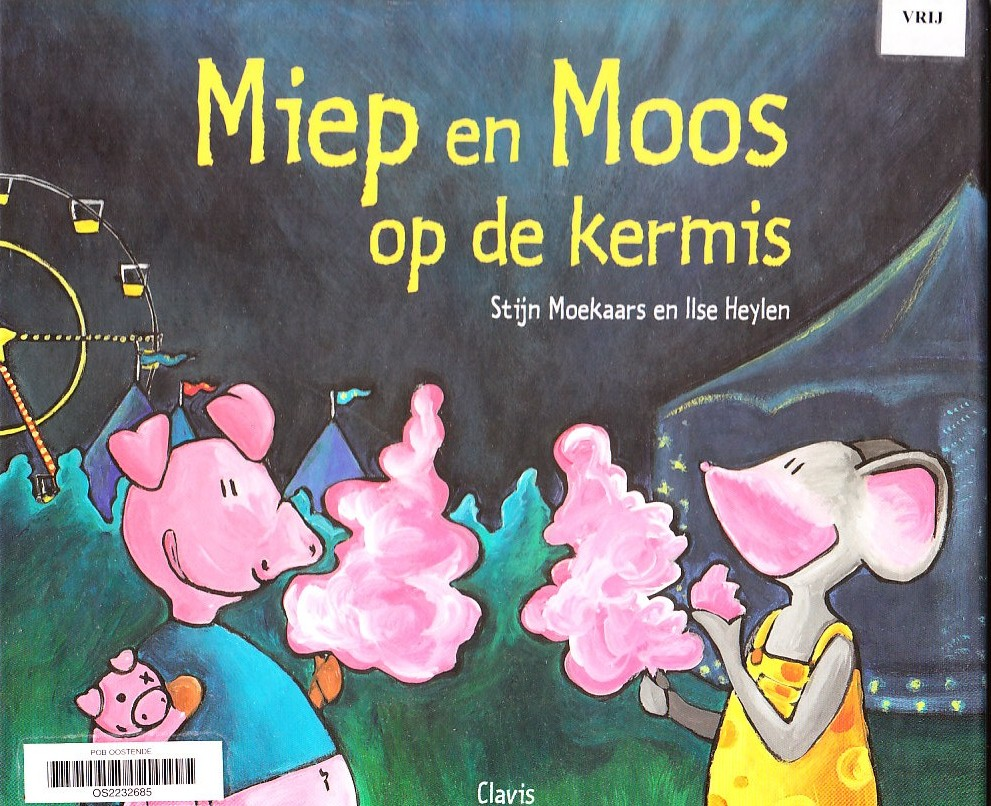 VRIJ
Miep en Moos
op de kermis
Stijn Moekaars en Ilse Heylen
POB OOSTENDE
OS2232685
Clavis